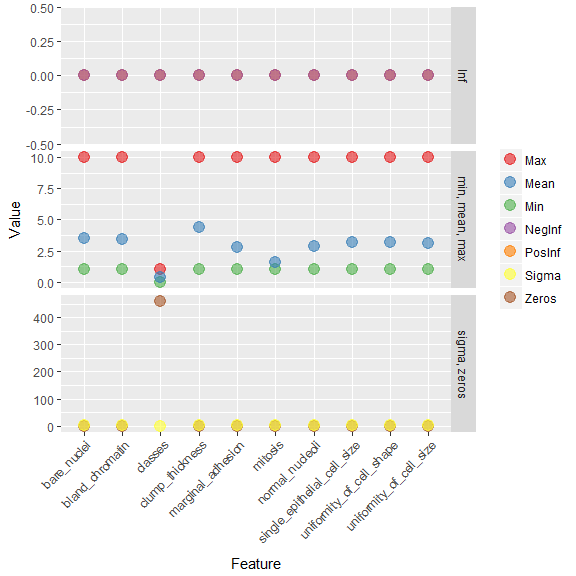 0.50
0.25
0.00
-0.25
-0.50
Inf
10.0
7.5
5.0
2.5
0.0
min, mean, max
400
300
200
100
0
sigma, zeros
Value
bare_nuclei
bland_chromatin
classes
clump_thickness
marginal_adhesion
mitosis
normal_nucleoli
single_epithelial_cell_size
uniformity_of_cell_shape
uniformity_of_cell_size
Feature
Max
Mean
Min
NegInf
PosInf
Sigma
Zeros